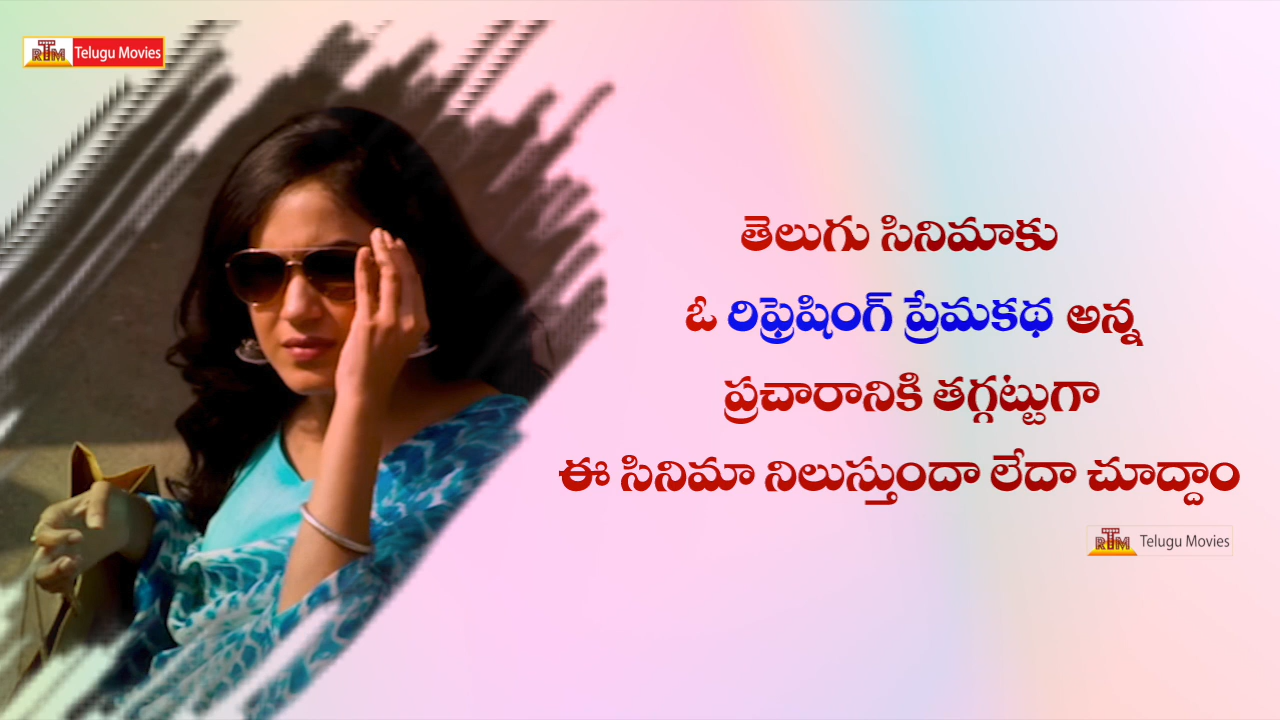 RTM Telugu Movies
తెలుగు సినిమాకు
ఓ రిఫ్రెషింగ్ ప్రేమకథ అన్న
ప్రచారానికి తగ్గట్టుగా
ఈ సినిమా నిలుస్తుందా లేదా చూద్దాం
RTM Telugu Movies